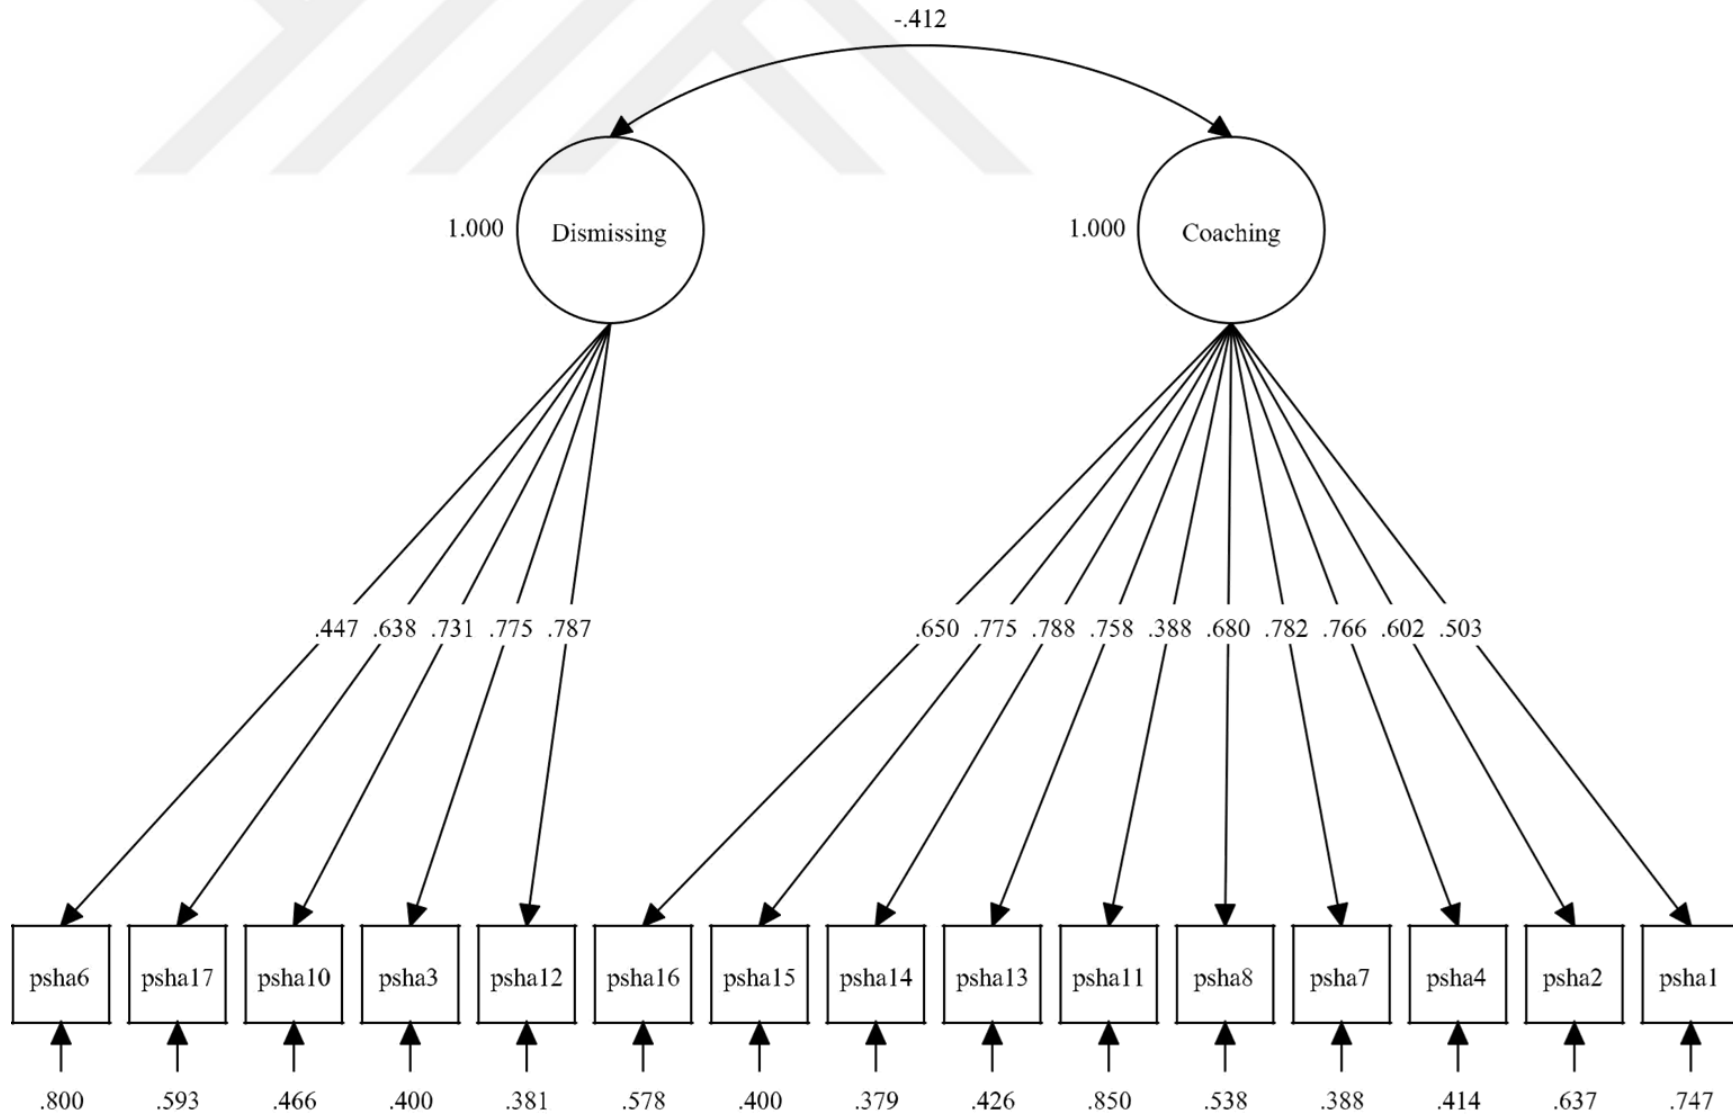 -.412
1.000 Dismissing 1.000 Coaching
.447 .638 .731 .775 .787 .650 .775 .788 .758 .388 .680 .782 .766 .602 .503
psha6 psha17 psha10 psha3 psha12 psha16 psha15 psha14 psha13 psha11 psha8 psha7 psha4 psha2 psha1
.800 .593 .466 .400 .381 .578 .400 .379 .426 .850 .538 .388 .414 .637 .747